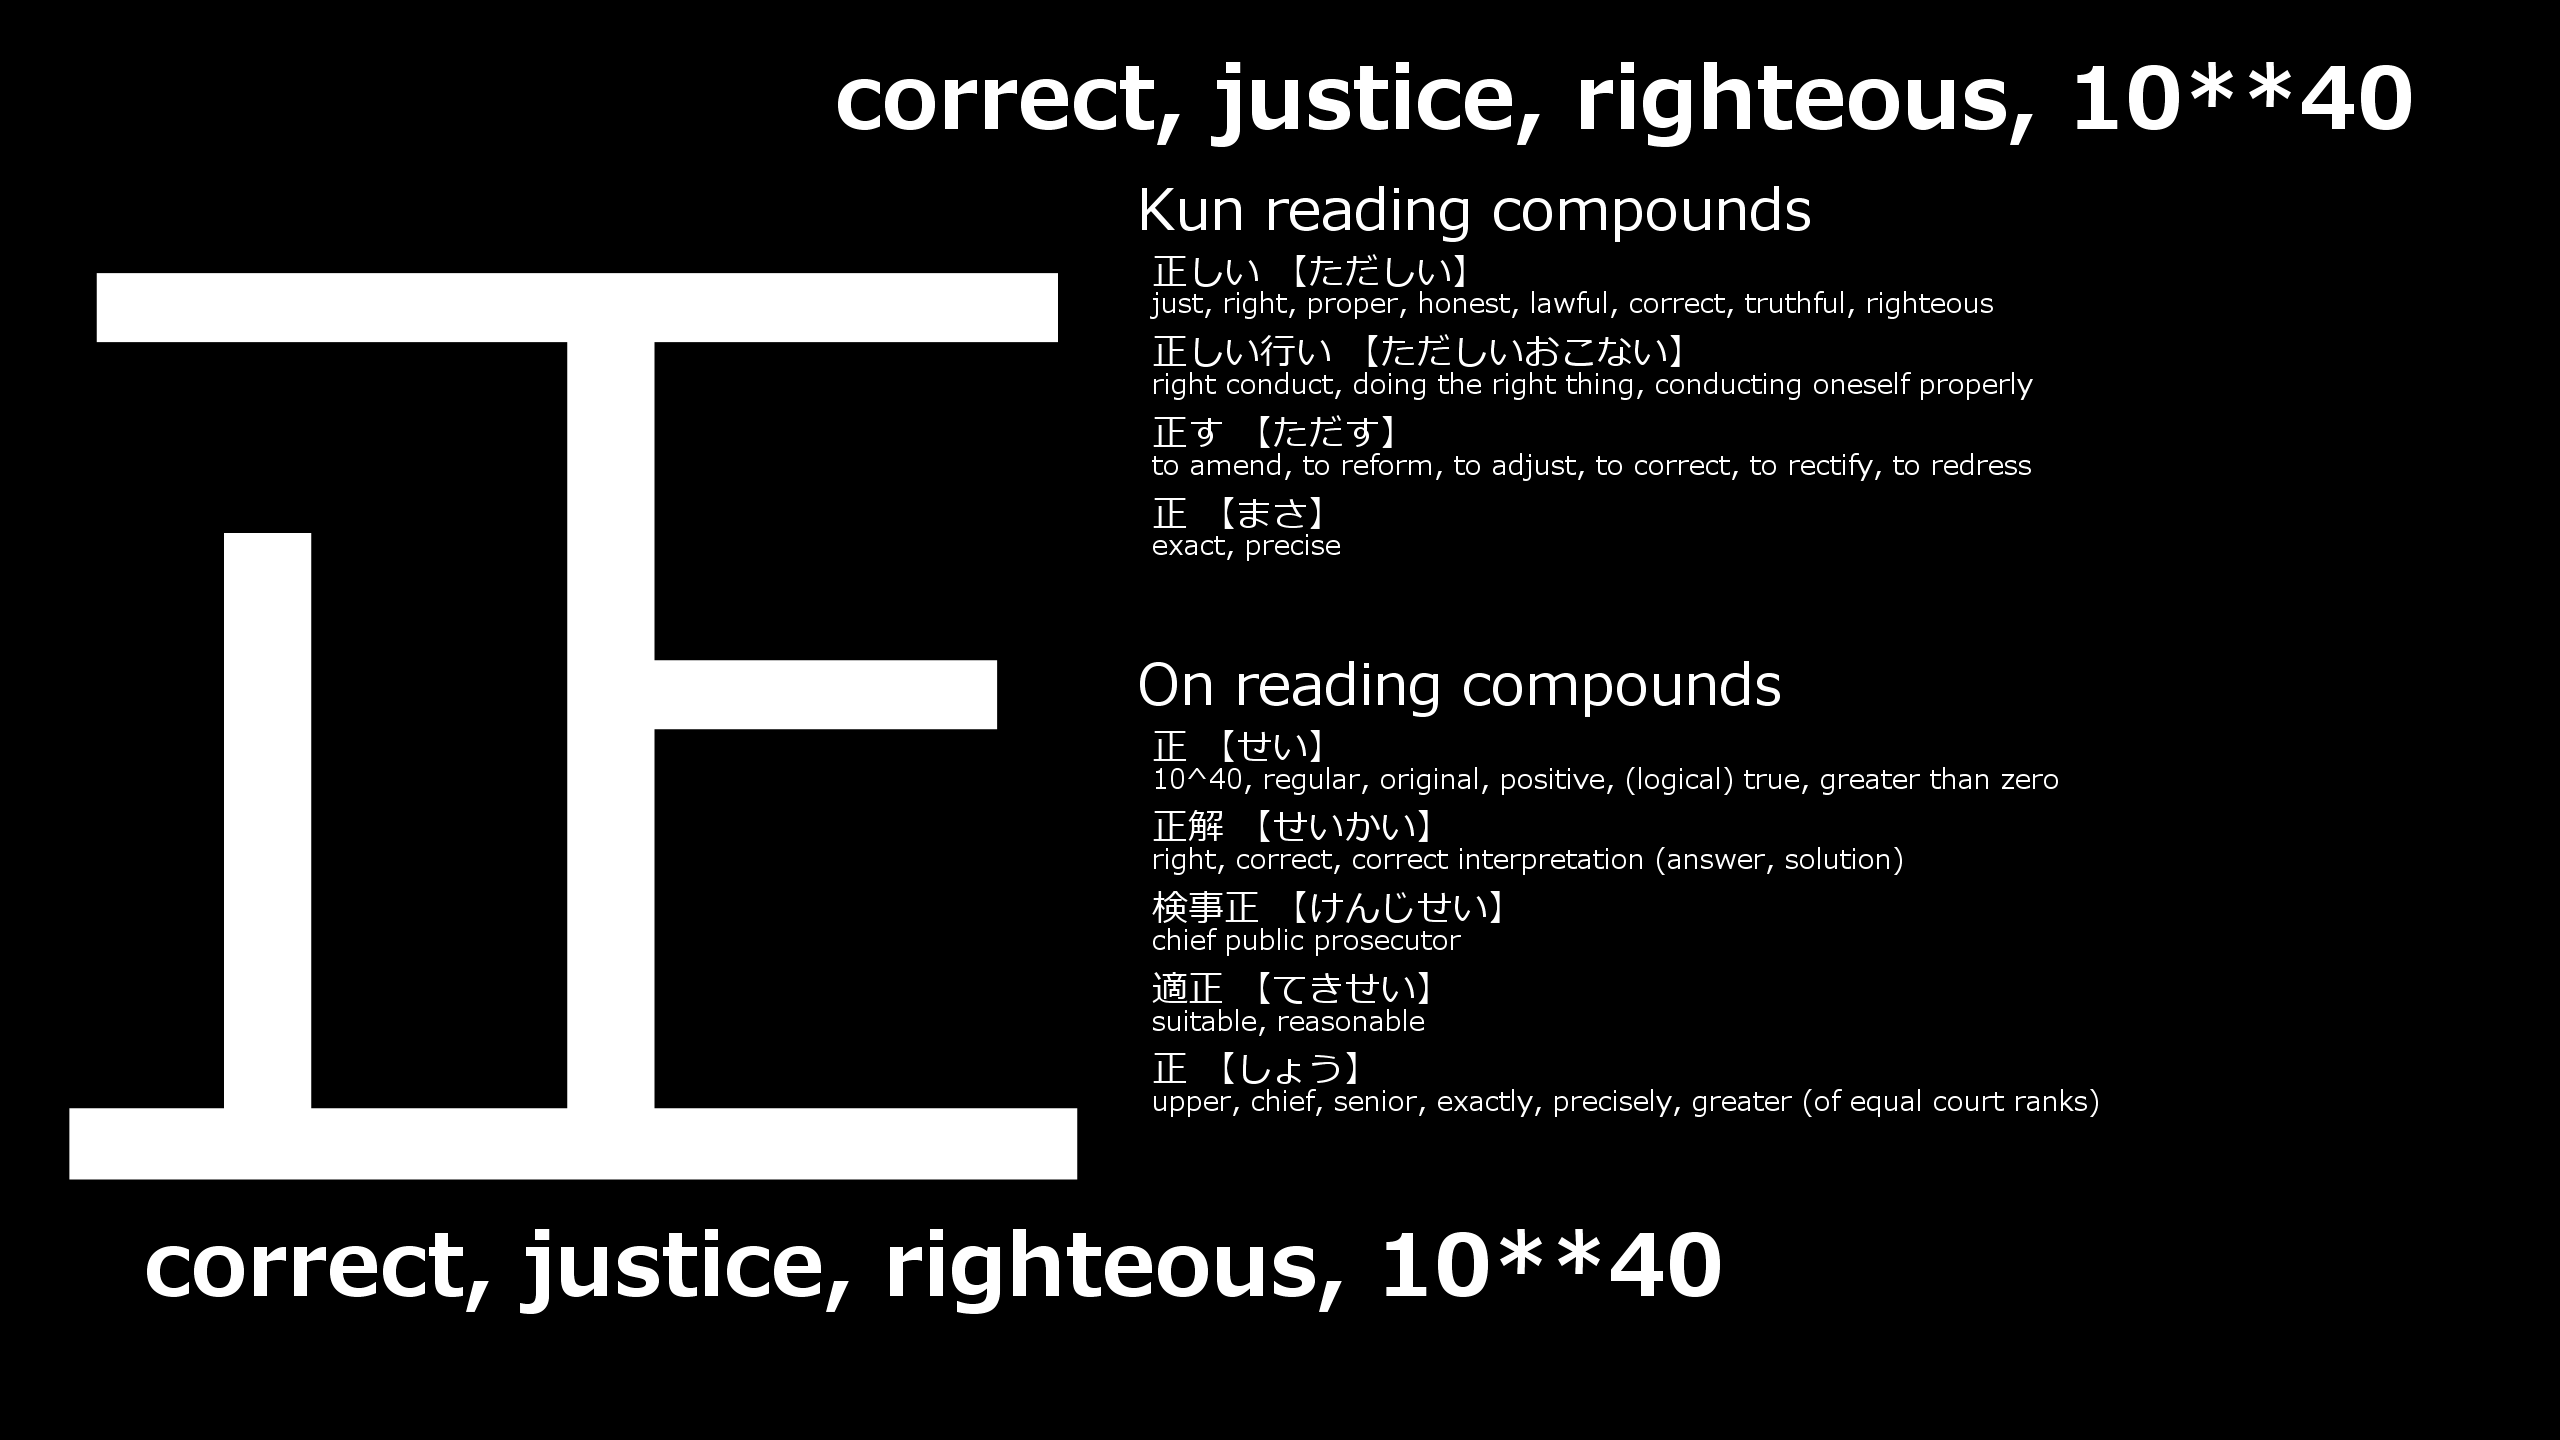 correct, justice, righteous, 10**40
正
Kun reading compounds
正しい 【ただしい】
just, right, proper, honest, lawful, correct, truthful, righteous
正しい行い 【ただしいおこない】
right conduct, doing the right thing, conducting oneself properly
正す 【ただす】
to amend, to reform, to adjust, to correct, to rectify, to redress
正 【まさ】
exact, precise
On reading compounds
正 【せい】
10^40, regular, original, positive, (logical) true, greater than zero
正解 【せいかい】
right, correct, correct interpretation (answer, solution)
検事正 【けんじせい】
chief public prosecutor
適正 【てきせい】
suitable, reasonable
正 【しょう】
upper, chief, senior, exactly, precisely, greater (of equal court ranks)
correct, justice, righteous, 10**40